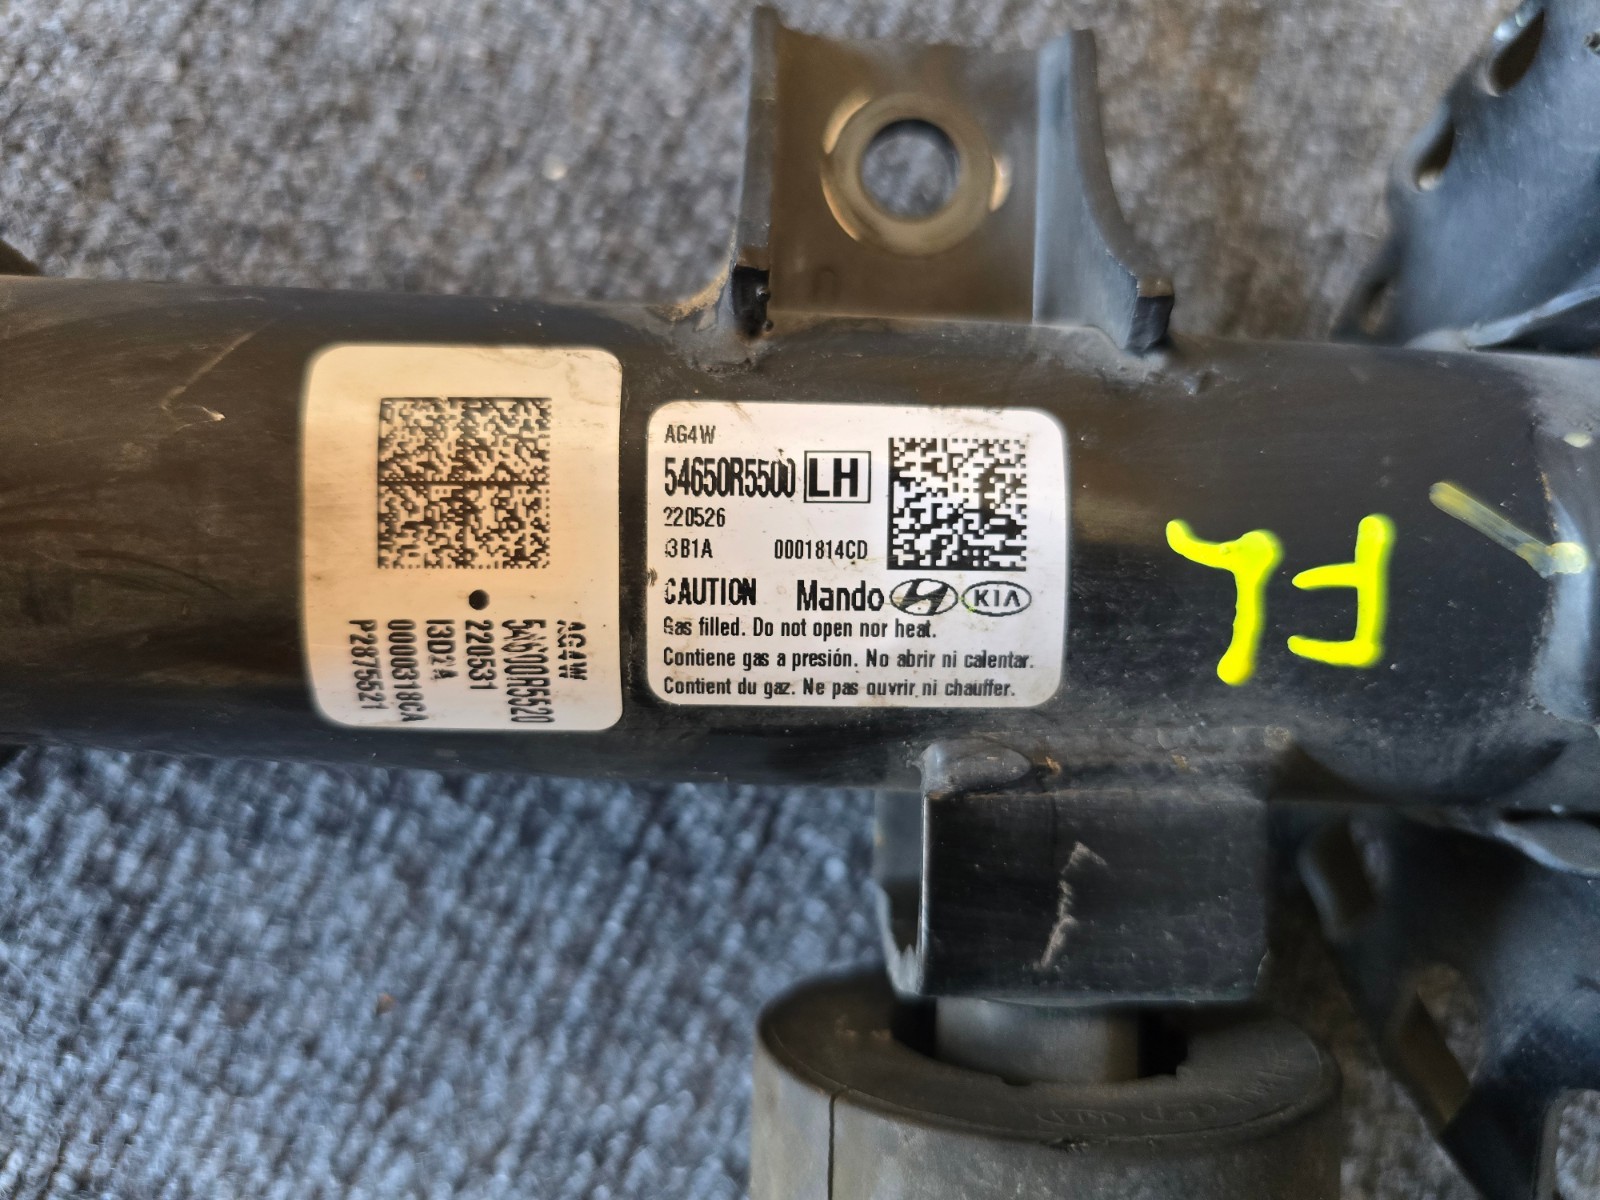 AG4W
54610R5520
220531
I3D2A
0000318CA
P2875521
AG4W
54650R5500 LH
220526
3B1A 0001814CD
CAUTION Mando KIA
Gas filled. Do not open nor heat.
Contiene gas a presión. No abrir ni calentar.
Contient du gaz. Ne pas ouvrir ni chauffer.
FL